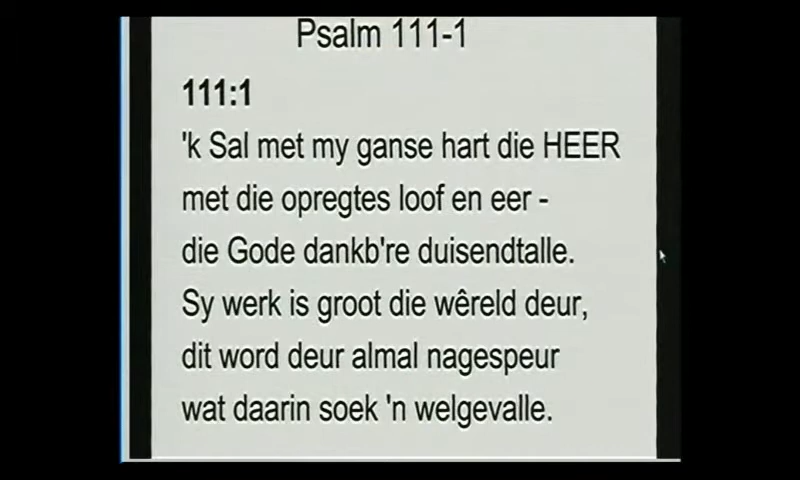 Psalm 111-1
111:1
'k Sal met my ganse hart die HEER
met die opregtes loof en eer -
die Gode dankb're duisendtalle.
Sy werk is groot die wêreld deur,
dit word deur almal nagespeur
wat daarin soek 'n welgevalle.